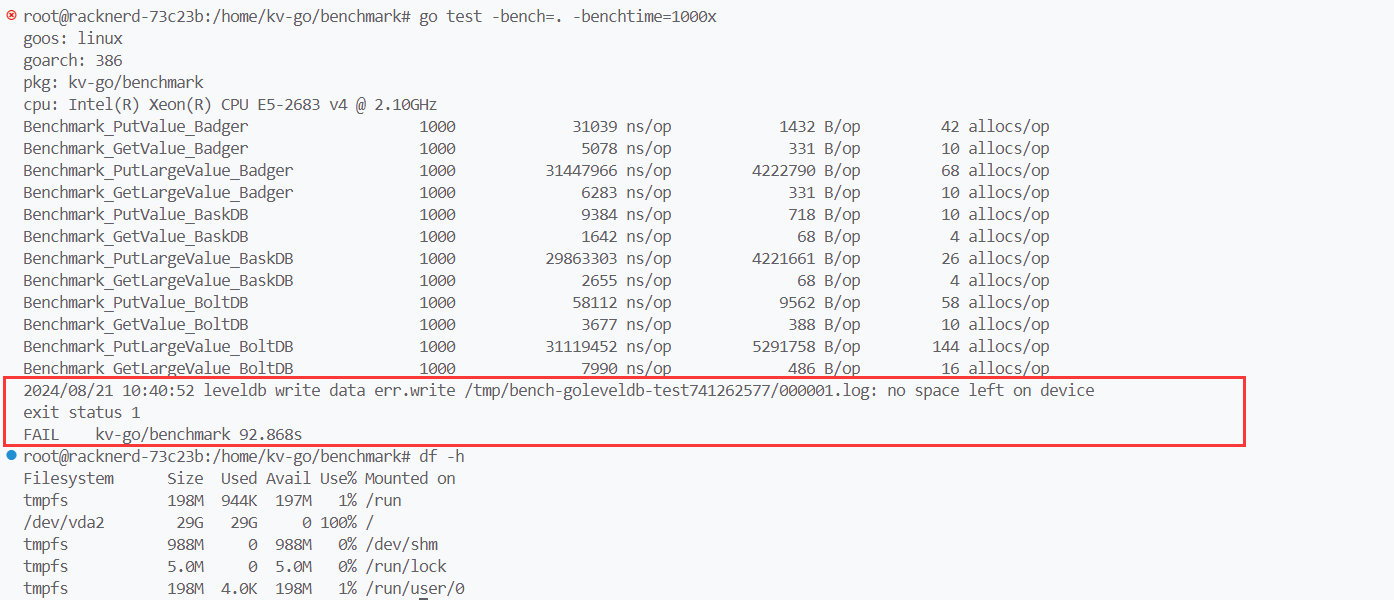 root@racknerd-73c23b:/home/kv-go/benchmark# go test -bench=. -benchtime=1000x
goos: linux
goarch: 386
pkg: kv-go/benchmark
cpu: Intel(R) Xeon(R) CPU E5-2683 v4 @ 2.10GHz
Benchmark_PutValue_Badger 1000 31039 ns/op 1432 B/op 42 allocs/op
Benchmark_GetValue_Badger 1000 5078 ns/op 331 B/op 10 allocs/op
Benchmark_PutLargeValue_Badger 1000 31447966 ns/op 4222790 B/op 68 allocs/op
Benchmark_GetLargeValue_Badger 1000 6283 ns/op 331 B/op 10 allocs/op
Benchmark_PutValue_BaskDB 1000 9384 ns/op 718 B/op 10 allocs/op
Benchmark_GetValue_BaskDB 1000 1642 ns/op 68 B/op 4 allocs/op
Benchmark_PutLargeValue_BaskDB 1000 29863303 ns/op 4221661 B/op 26 allocs/op
Benchmark_GetLargeValue_BaskDB 1000 2655 ns/op 68 B/op 4 allocs/op
Benchmark_PutValue_BoltDB 1000 58112 ns/op 9562 B/op 58 allocs/op
Benchmark_GetValue_BoltDB 1000 3677 ns/op 388 B/op 10 allocs/op
Benchmark_PutLargeValue_BoltDB 1000 31119452 ns/op 5291758 B/op 144 allocs/op
Benchmark_GetLargeValue_BoltDB 1000 7990 ns/op 486 B/op 16 allocs/op
2024/08/21 10:40:52 leveldb write data err.write /tmp/bench-goleveldb-test741262577/000001.log: no space left on device
exit status 1
FAIL kv-go/benchmark 92.868s
root@racknerd-73c23b:/home/kv-go/benchmark# df -h
Filesystem Size Used Avail Use% Mounted on
tmpfs 198M 944K 197M 1% /run
/dev/vda2 29G 29G 0 100% /
tmpfs 988M 0 988M 0% /dev/shm
tmpfs 5.0M 0 5.0M 0% /run/lock
tmpfs 198M 4.0K 198M 1% /run/user/0